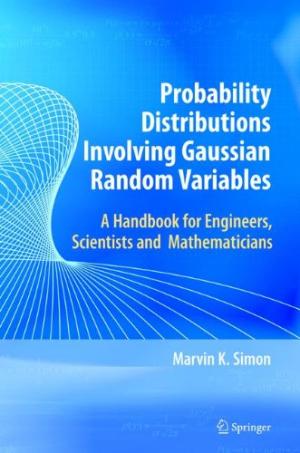 Probability
Distributions
Involving Gaussian
Random Variables
A Handbook for Engineers,
Scientists and Mathematicians
Marvin K. Simon
Springer